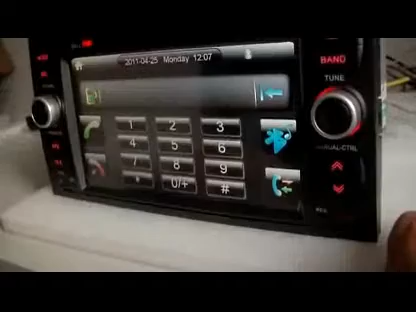 2011-04-25 Monday 12:07
BAND
TUNE
1 2 3
4 5 6
7 8 9
* 0/+ #
MANUAL-CTRL